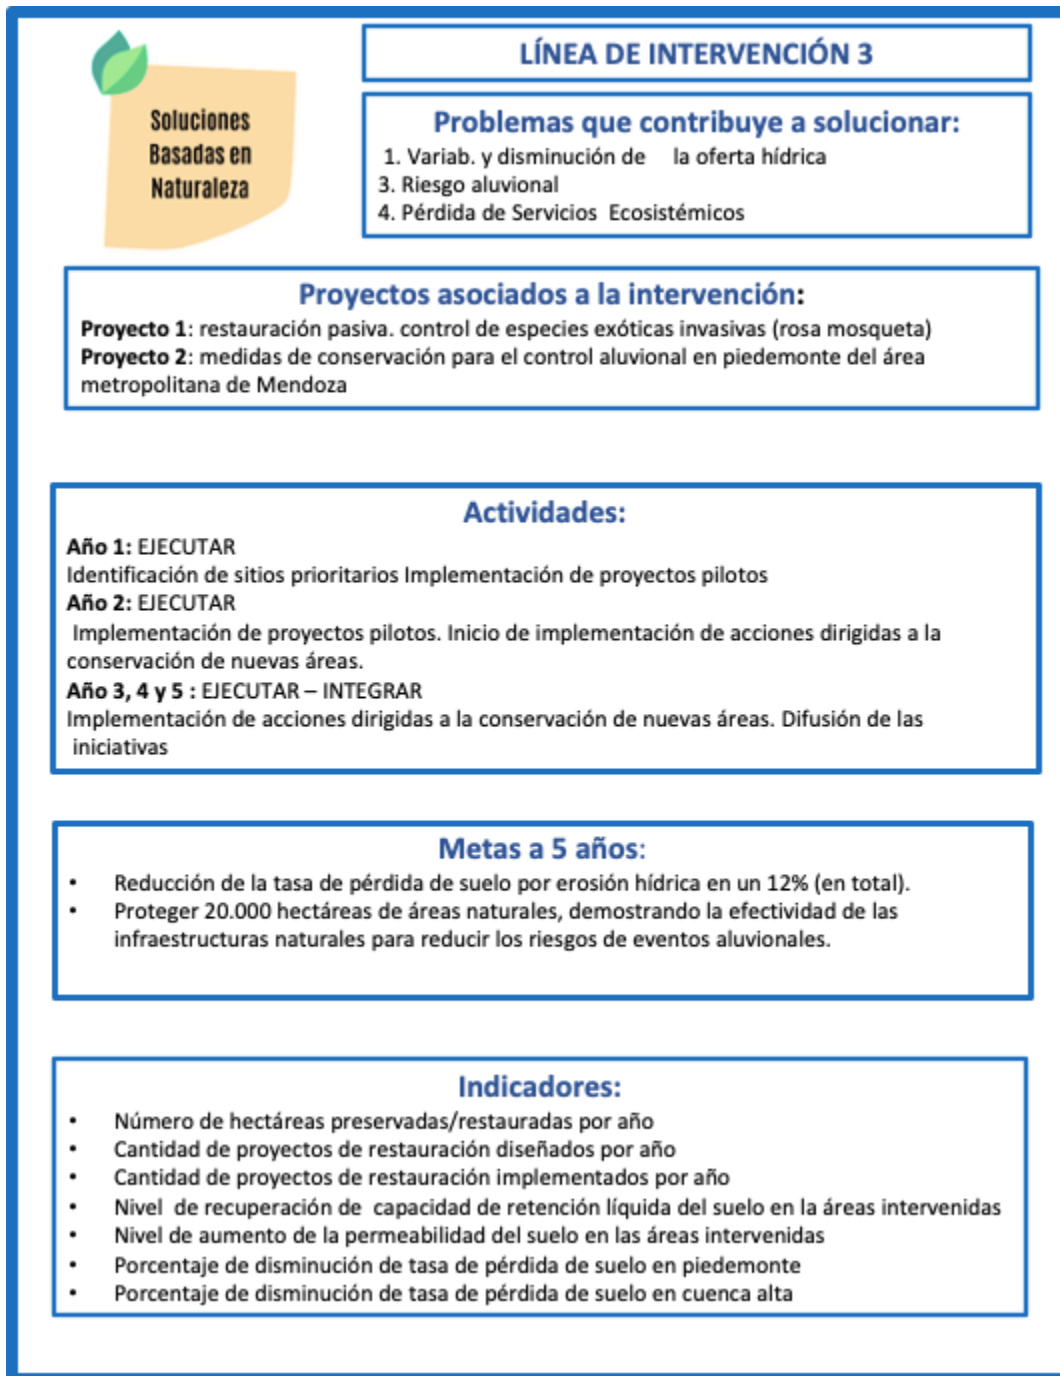 Soluciones
Basadas en
Naturaleza
LÍNEA DE INTERVENCIÓN 3
Problemas que contribuye a solucionar:
1. Variab. y disminución de la oferta hídrica
3. Riesgo aluvional
4. Pérdida de Servicios Ecosistémicos
Proyectos asociados a la intervención:
Proyecto 1: restauración pasiva. control de especies exóticas invasivas (rosa mosqueta)
Proyecto 2: medidas de conservación para el control aluvional en piedemonte del área
metropolitana de Mendoza
Actividades:
Año 1: EJECUTAR
Identificación de sitios prioritarios Implementación de proyectos pilotos
Año 2: EJECUTAR
Implementación de proyectos pilotos. Inicio de implementación de acciones dirigidas a la
conservación de nuevas áreas.
Año 3, 4 y 5 : EJECUTAR – INTEGRAR
Implementación de acciones dirigidas a la conservación de nuevas áreas. Difusión de las
iniciativas
Metas a 5 años:
• Reducción de la tasa de pérdida de suelo por erosión hídrica en un 12% (en total).
• Proteger 20.000 hectáreas de áreas naturales, demostrando la efectividad de las
infraestructuras naturales para reducir los riesgos de eventos aluvionales.
Indicadores:
• Número de hectáreas preservadas/restauradas por año
• Cantidad de proyectos de restauración diseñados por año
• Cantidad de proyectos de restauración implementados por año
• Nivel de recuperación de capacidad de retención líquida del suelo en la áreas intervenidas
• Nivel de aumento de la permeabilidad del suelo en las áreas intervenidas
• Porcentaje de disminución de tasa de pérdida de suelo en piedemonte
• Porcentaje de disminución de tasa de pérdida de suelo en cuenca alta